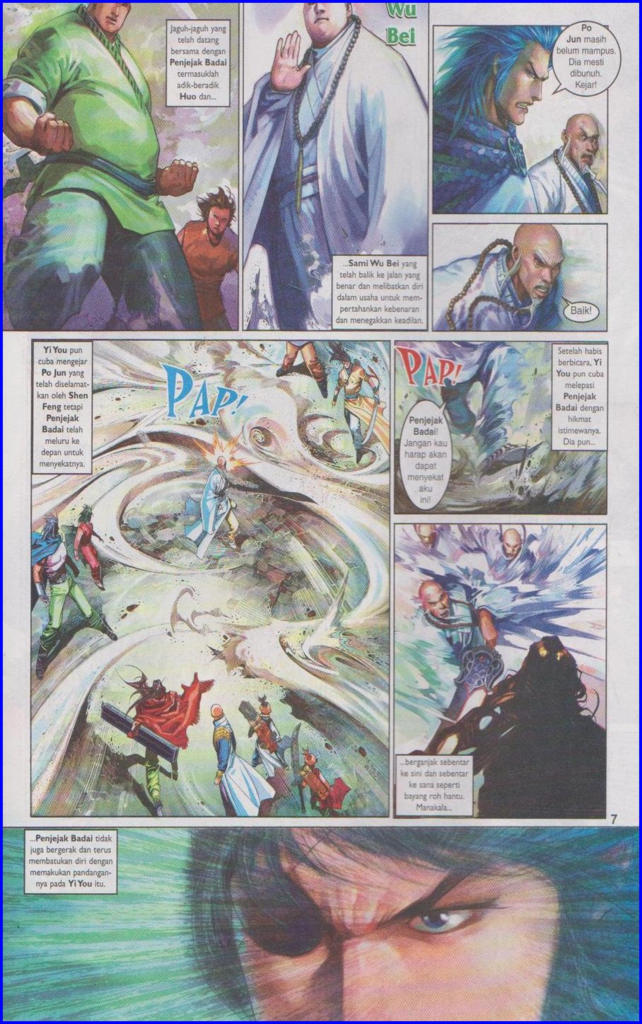 Jaguh-jaguh yang
telah datang
bersama dengan
Penjejak Badai
termasuklah
adik-beradik
Huo dan...
Wu
Bei
...Sami Wu Bei yang
telah balik ke jalan yang
benar dan melibatkan diri
dalam usaha untuk mem-
pertahankan kebenaran
dan menegakkan keadilan.
Po
Jun masih
belum mampus.
Dia mesti
dibunuh.
Kejar!
Baik!
Yi You pun
cuba mengejar
Po Jun yang
telah diselamat-
kan oleh Shen
Feng tetapi
Penjejak
Badai telah
meluru ke
depan untuk
menyekatnya.
PAP!
PAP!
Setelah habis
berbicara, Yi
You pun cuba
melepasi
Penjejak
Badai dengan
hikmat
istimewanya.
Dia pun...
Penjejak
Badai!
Jangan kau
harap akan
dapat
menyekat
aku
ini!
...berganjak sebentar
ke sini dan sebentar
ke sana seperti
bayang roh hantu.
Manakala...
7
...Penjejak Badai tidak
juga bergerak dan terus
membatukan diri dengan
memakukan pandangan-
nya pada Yi You itu.